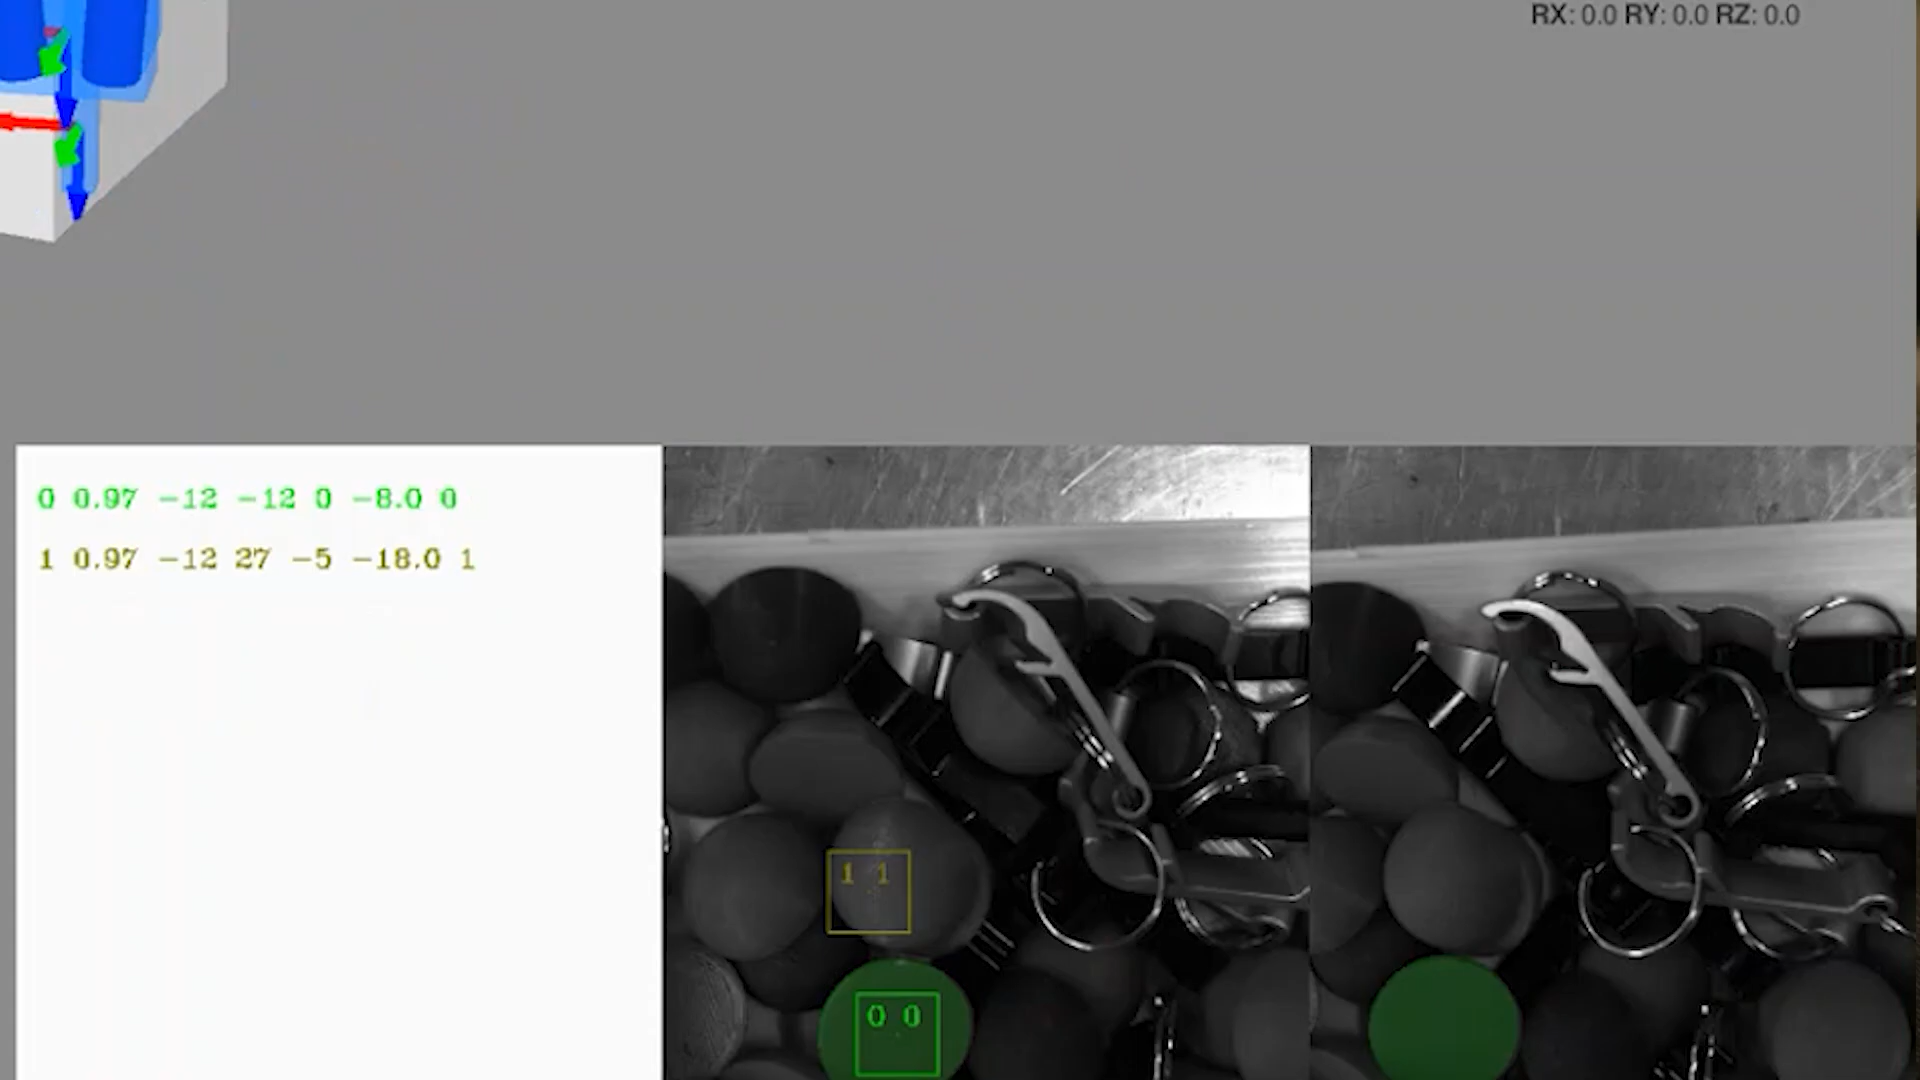 RX: 0.0 RY: 0.0 RZ: 0.0
0 0.97 −12 −12 0 −8.0 0
1 0.97 −12 27 −5 −18.0 1
1 1
0 0